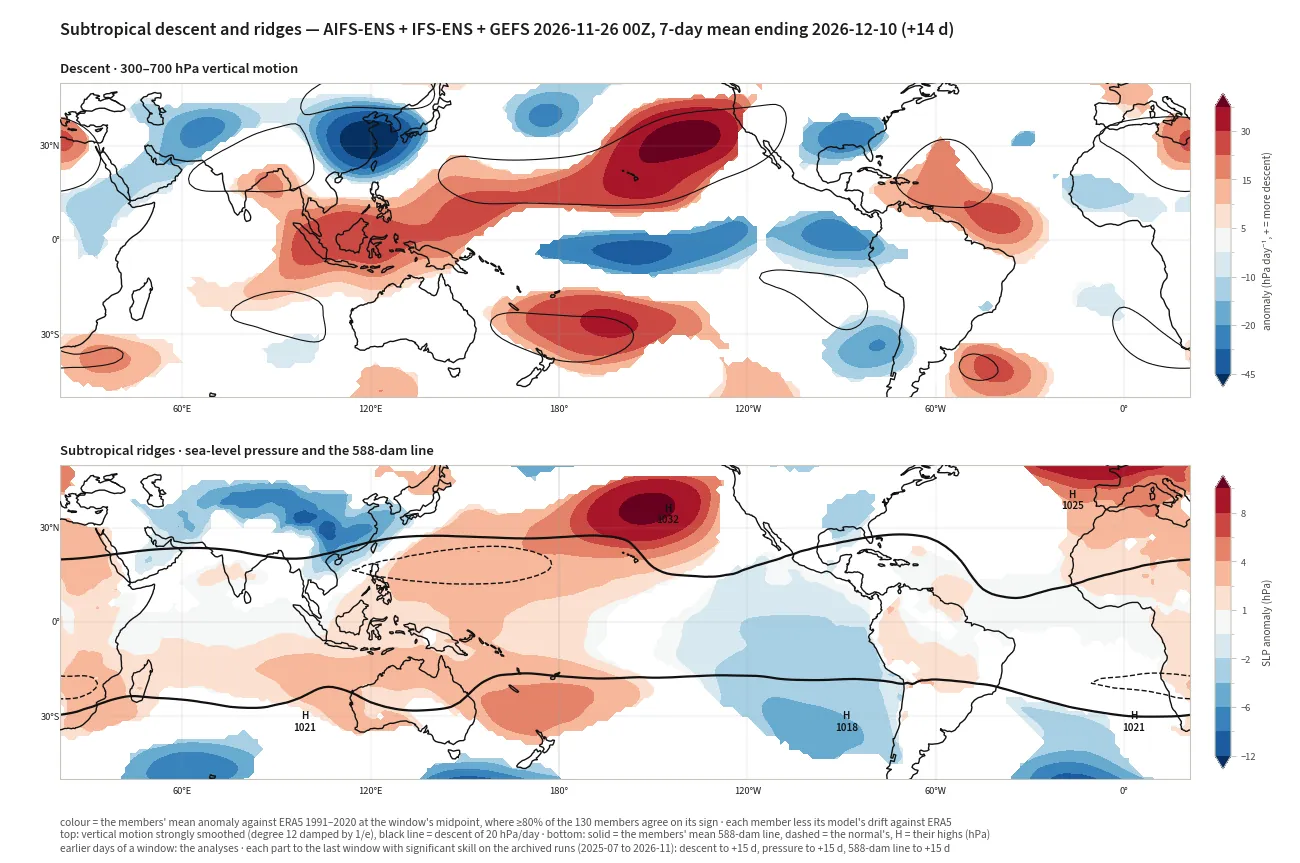 Subtropical descent and ridges — AIFS-ENS + IFS-ENS + GEFS 2026-11-26 00Z, 7-day mean ending 2026-12-10 (+14 d)
Descent · 300–700 hPa vertical motion
30°N
0°
30°S
60°E
120°E
180°
120°W
60°W
0°
30
15
5
−10
−20
−45
anomaly (hPa day⁻¹, + = more descent)
Subtropical ridges · sea-level pressure and the 588-dam line
30°N
0°
30°S
H
1032
H
1025
H
1021
H
1018
H
1021
60°E
120°E
180°
120°W
60°W
0°
8
4
1
−2
−6
−12
SLP anomaly (hPa)
colour = the members' mean anomaly against ERA5 1991–2020 at the window's midpoint, where ≥80% of the 130 members agree on its sign · each member less its model's drift against ERA5
top: vertical motion strongly smoothed (degree 12 damped by 1/e), black line = descent of 20 hPa/day · bottom: solid = the members' mean 588-dam line, dashed = the normal's, H = their highs (hPa)
earlier days of a window: the analyses · each part to the last window with significant skill on the archived runs (2025-07 to 2026-11): descent to +15 d, pressure to +15 d, 588-dam line to +15 d